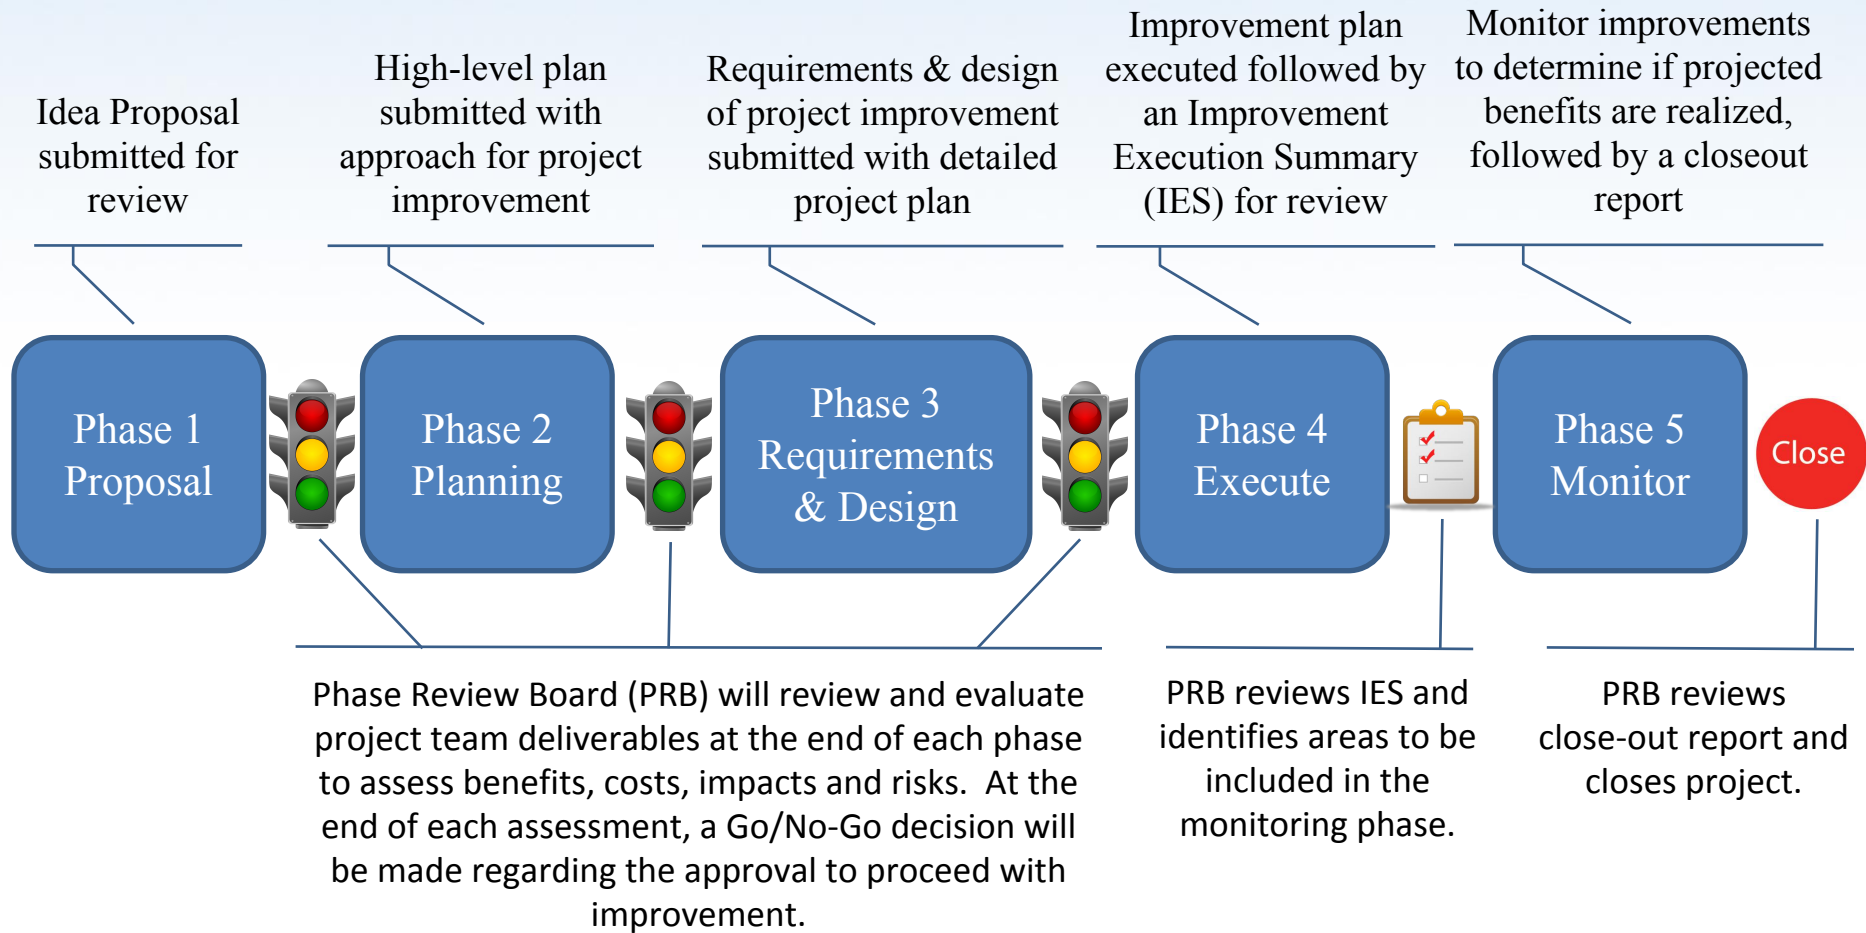 Idea Proposal
submitted for
review
High-level plan
submitted with
approach for project
improvement
Requirements & design
of project improvement
submitted with detailed
project plan
Improvement plan
executed followed by
an Improvement
Execution Summary
(IES) for review
Monitor improvements
to determine if projected
benefits are realized,
followed by a closeout
report
Phase 1
Proposal
Phase 2
Planning
Phase 3
Requirements
& Design
Phase 4
Execute
Phase 5
Monitor
Close
Phase Review Board (PRB) will review and evaluate
project team deliverables at the end of each phase
to assess benefits, costs, impacts and risks.  At the
end of each assessment, a Go/No-Go decision will
be made regarding the approval to proceed with
improvement.
PRB reviews IES and
identifies areas to be
included in the
monitoring phase.
PRB reviews
close-out report and
closes project.